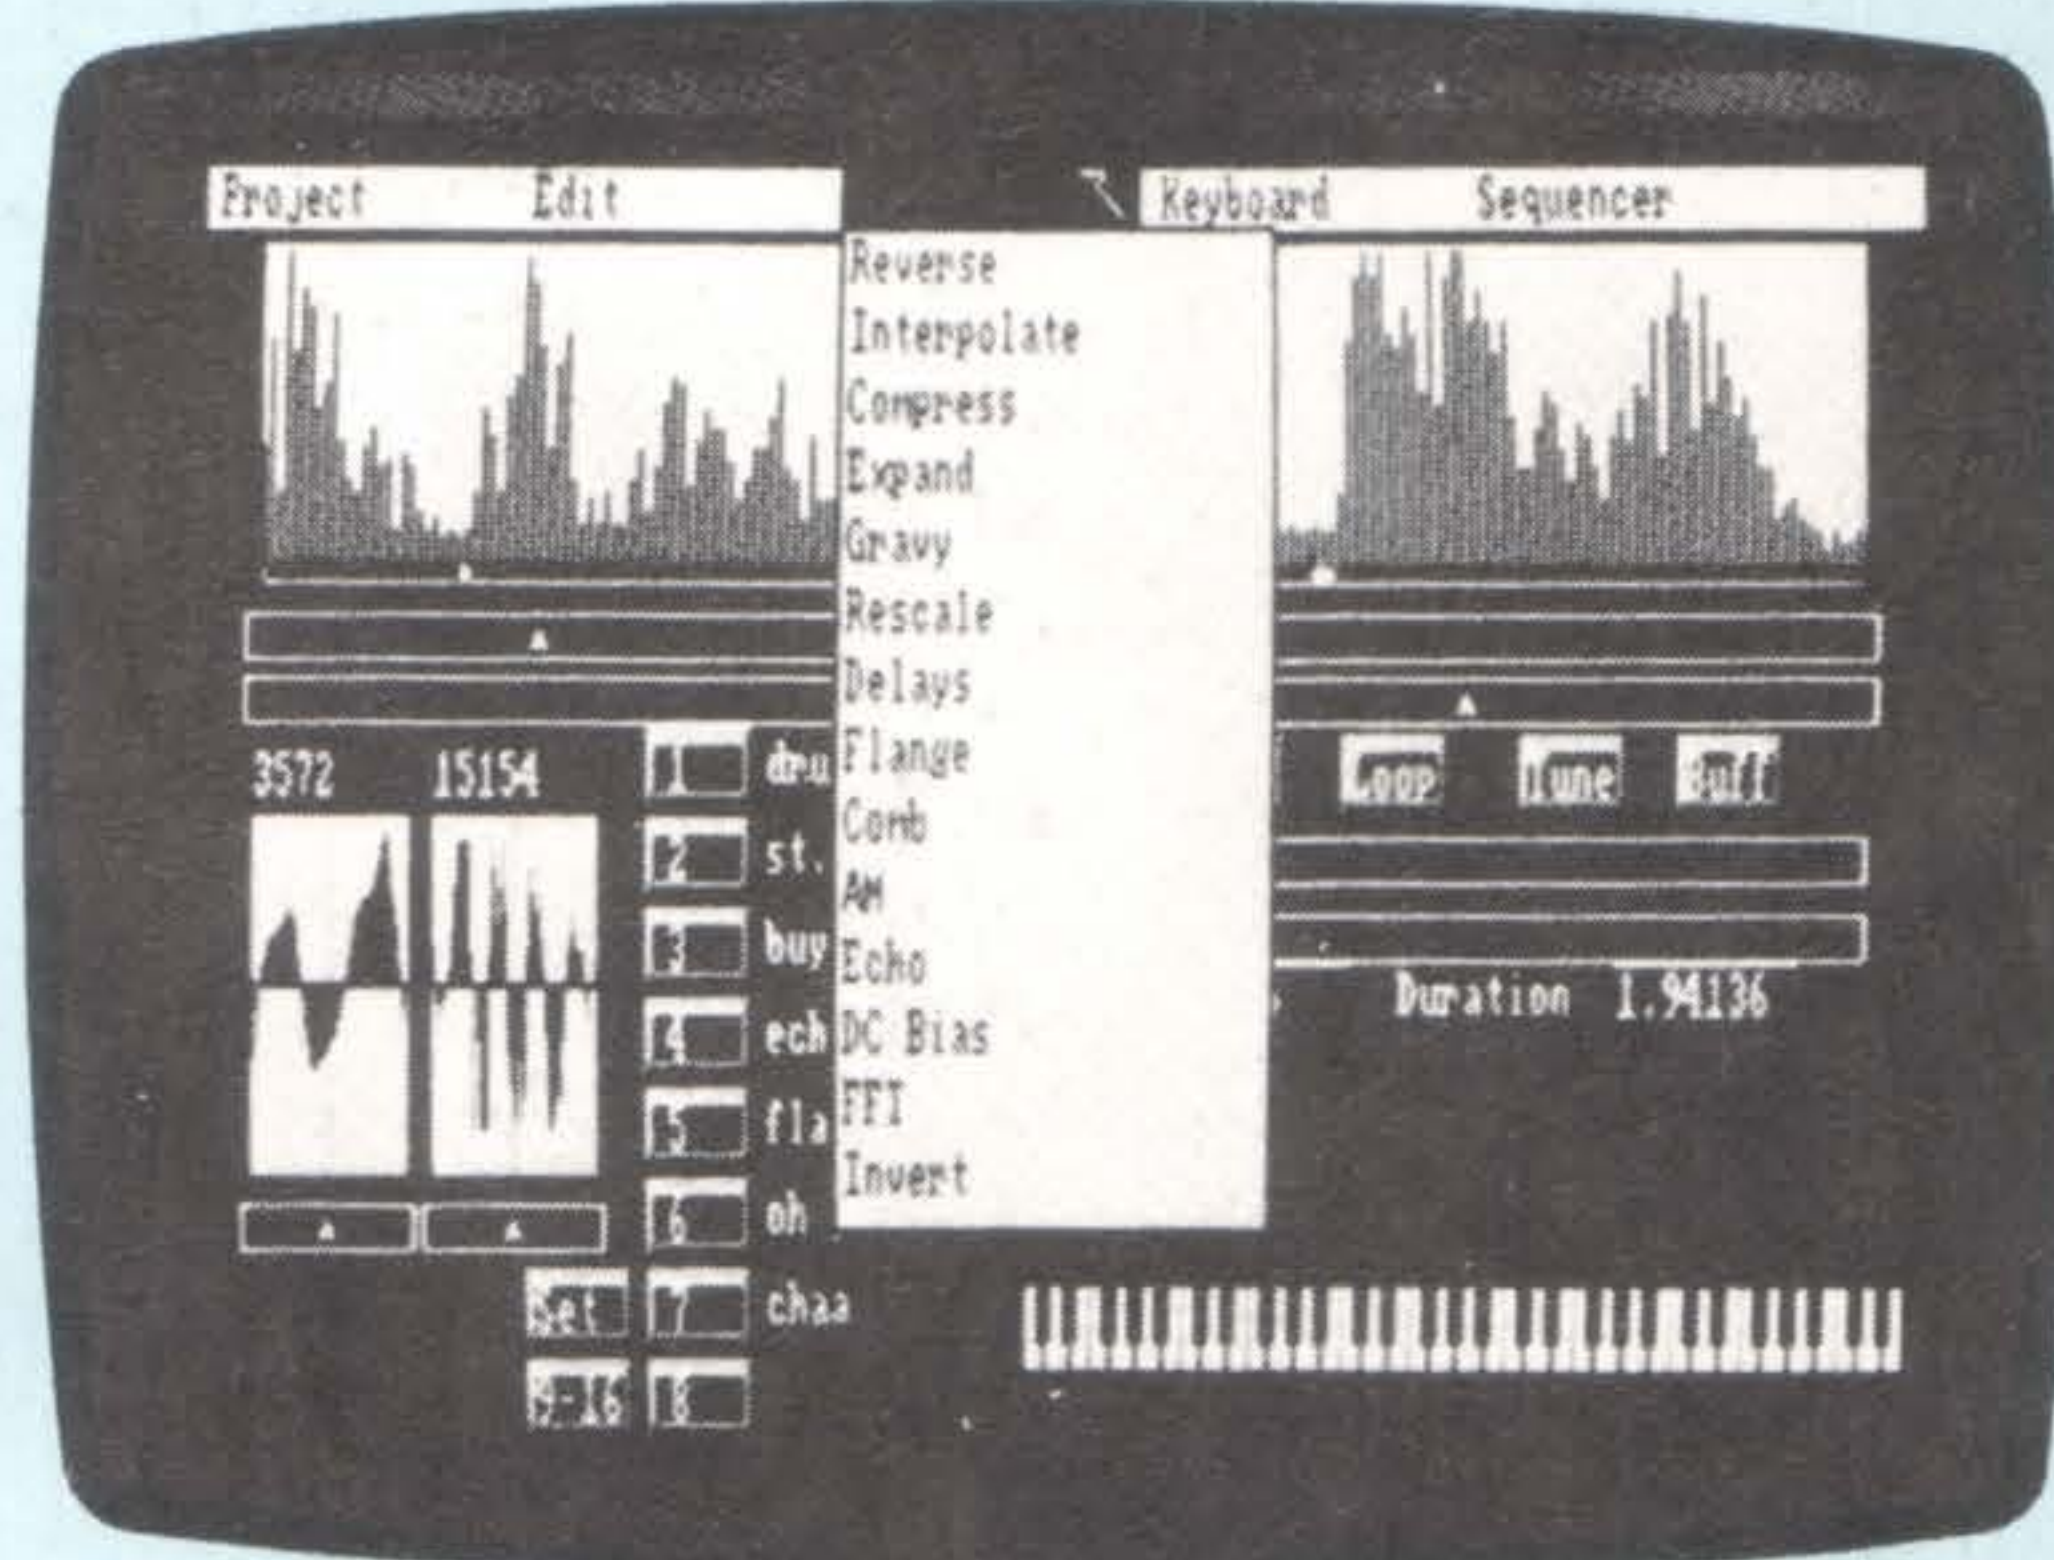 Project Edit Keyboard Sequencer
Reverse
Interpolate
Compress
Expand
Gravy
Rescale
Delays
Flange
Comb
AM
Echo
DC Bias
FFT
Invert
3572 15154
1 dru
2 st.
3 buy
4 ech
5 fla
6 oh
Set 7 chaa
9-16 8
Loop Tune Buff
Duration 1.94136